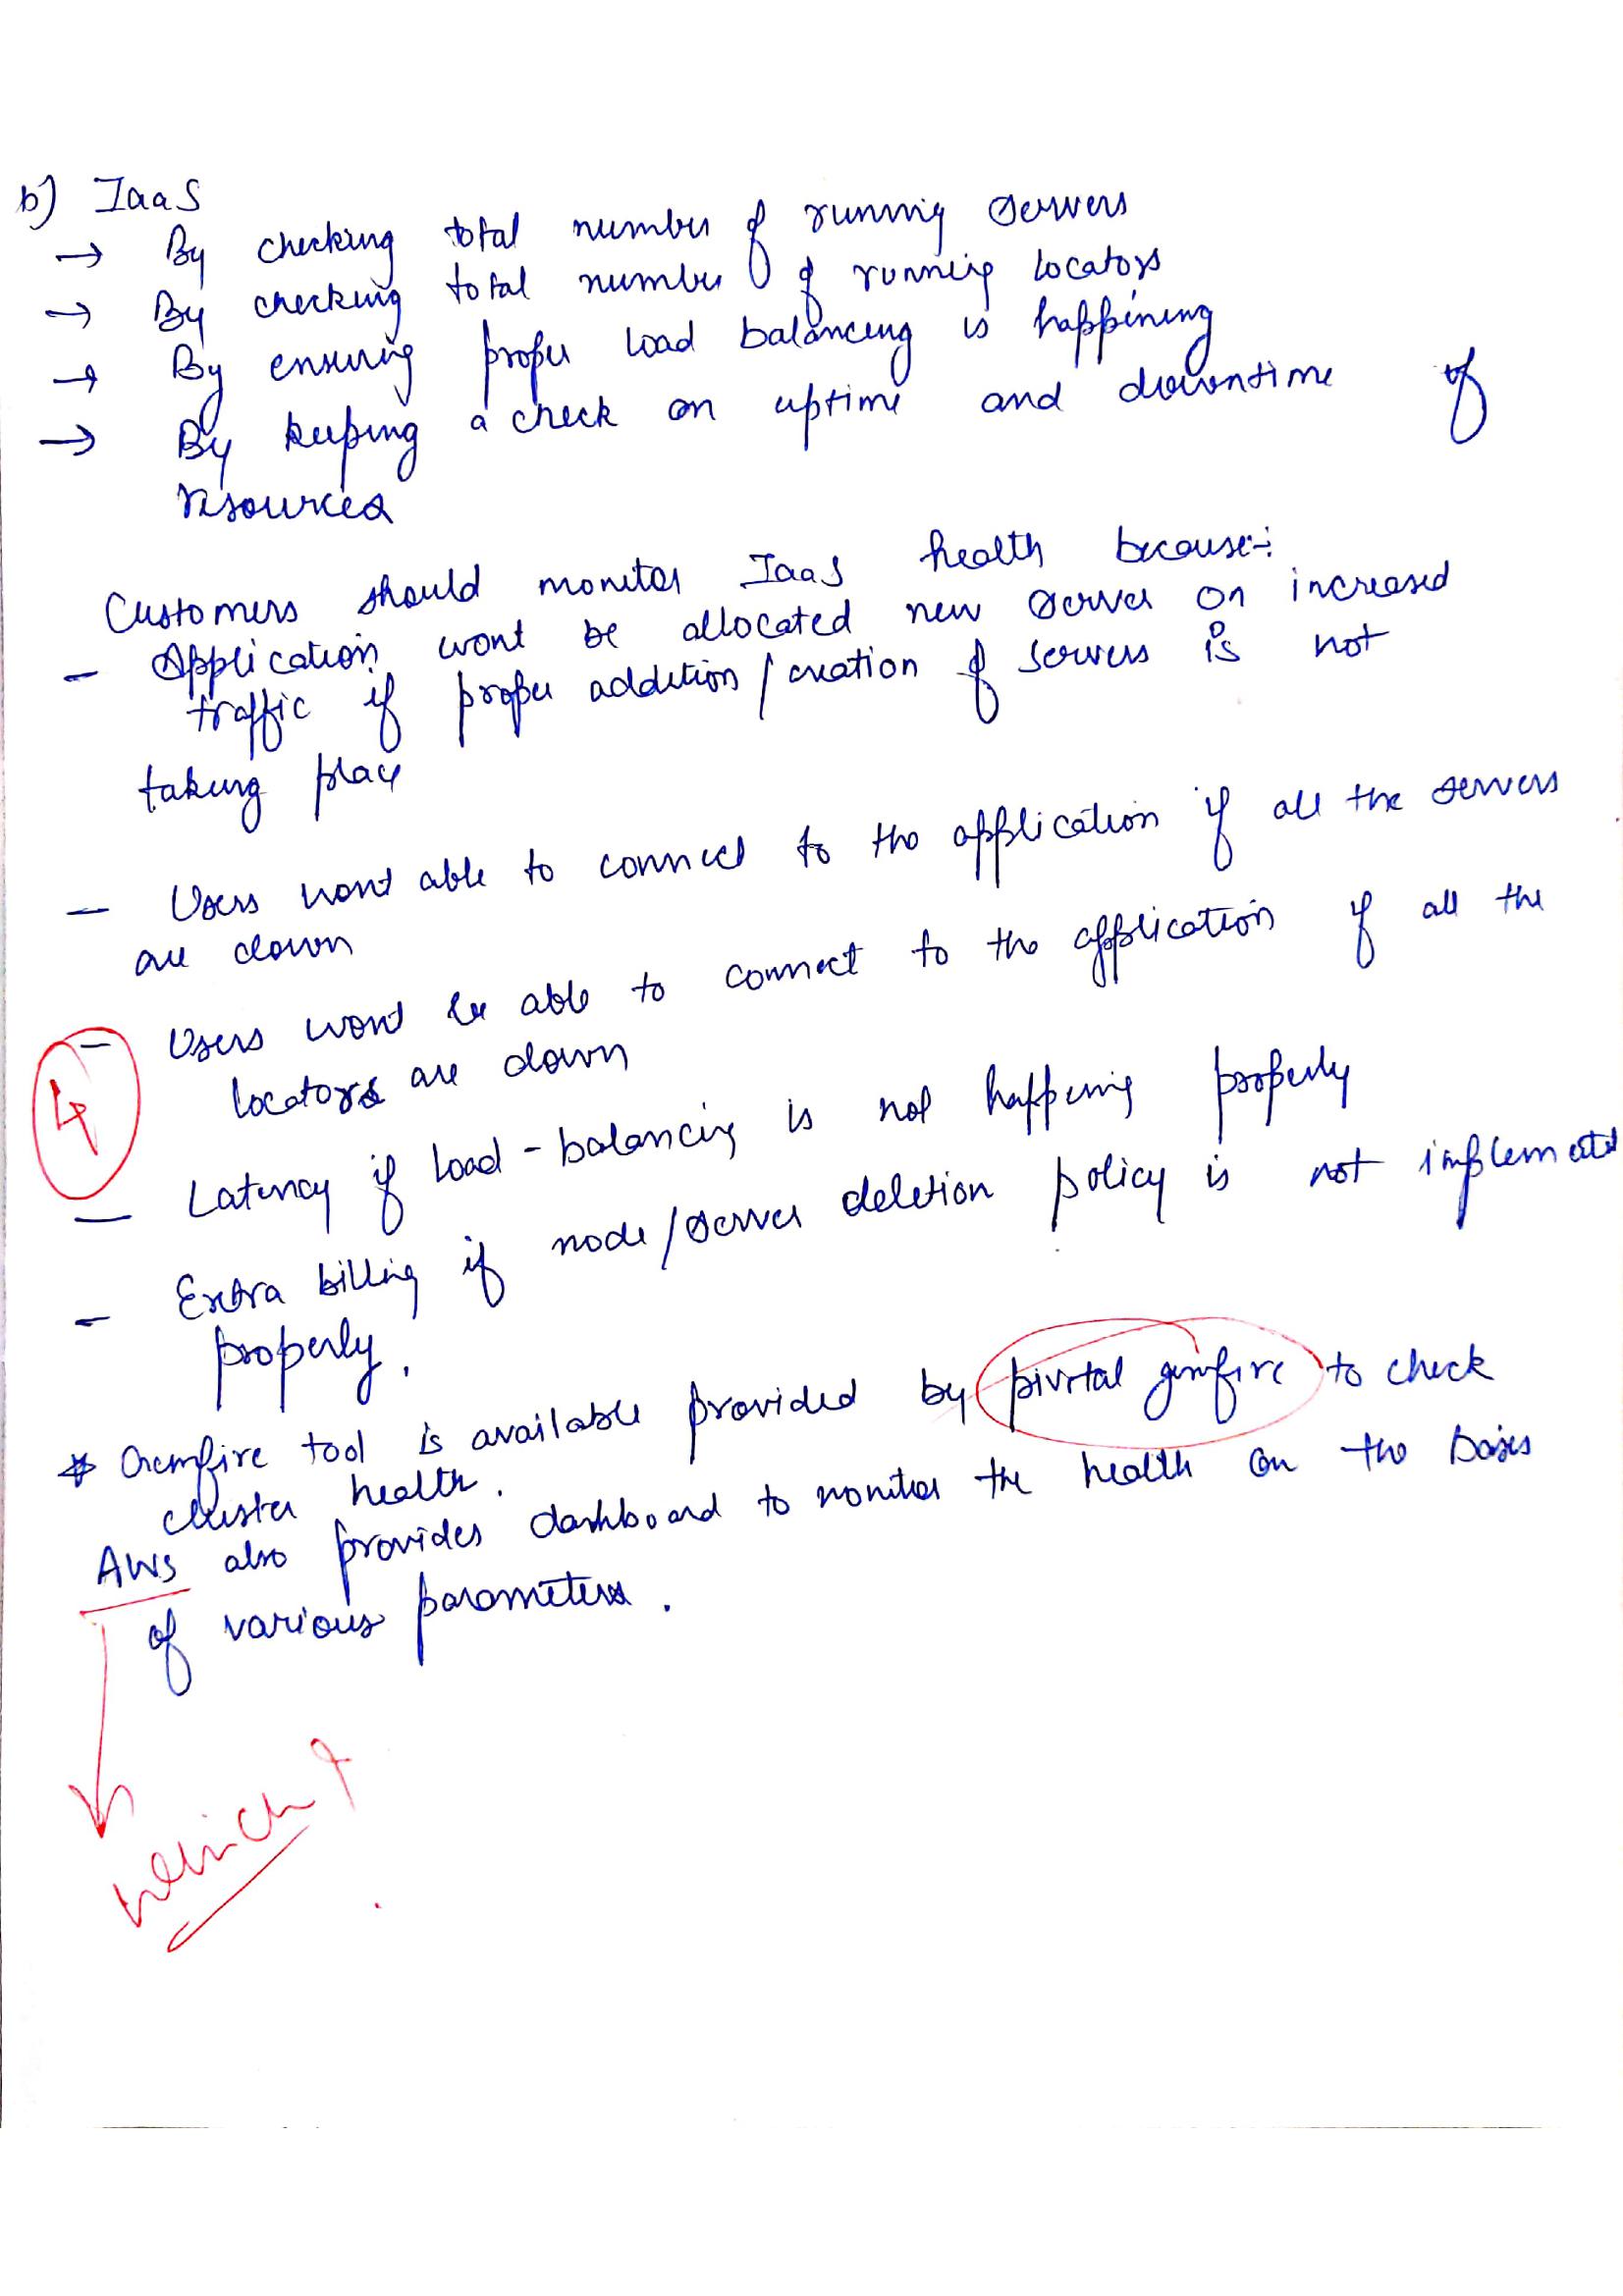 b) IaaS
→ By checking total number of running servers
→ By checking total number of running locators
→ By ensuring proper load balancing is happining
→ By keeping a check on uptime and downtime of
resources
Customers should monitor IaaS health because:-
- Application wont be allocated new server on increased
traffic if proper addition/creation of servers is not
taking place
- Users wont able to connect to the application if all the servers
are down
- Users wont be able to connect to the application if all the
locators are down
4
- Latency if load-balancing is not happening properly
- Extra billing if node/server deletion policy is not implemented
properly.
* Gemfire tool is available provided by pivotal gemfire to check
cluster health.
AWS also provides dashboard to monitor the health on the basis
of various parameters.
which ?